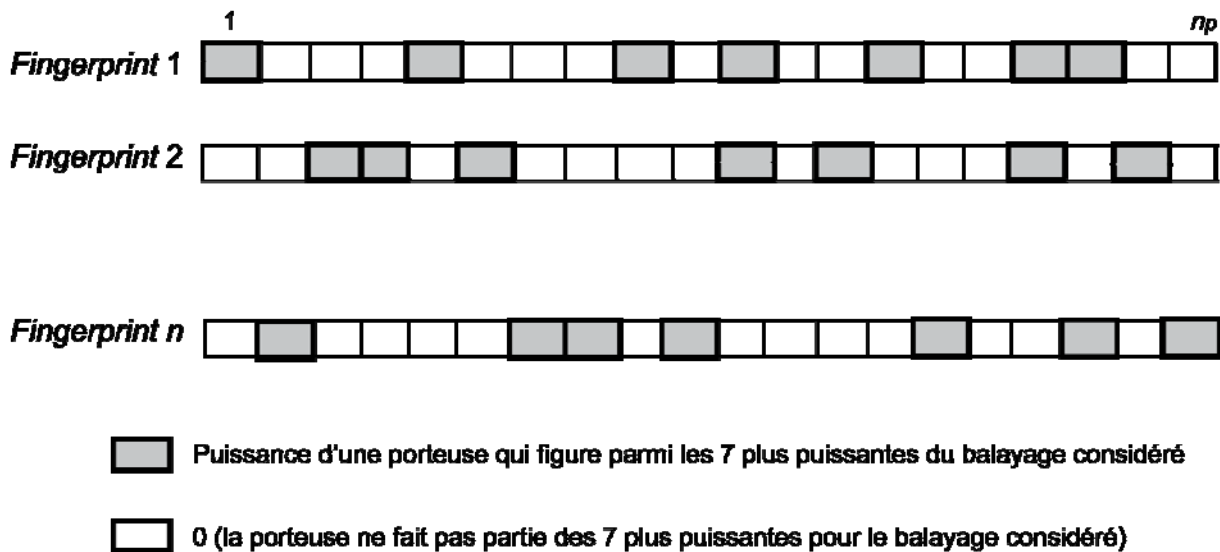 1 np
Fingerprint 1
Fingerprint 2
Fingerprint n
Puissance d'une porteuse qui figure parmi les 7 plus puissantes du balayage considéré
0 (la porteuse ne fait pas partie des 7 plus puissantes pour le balayage considéré)